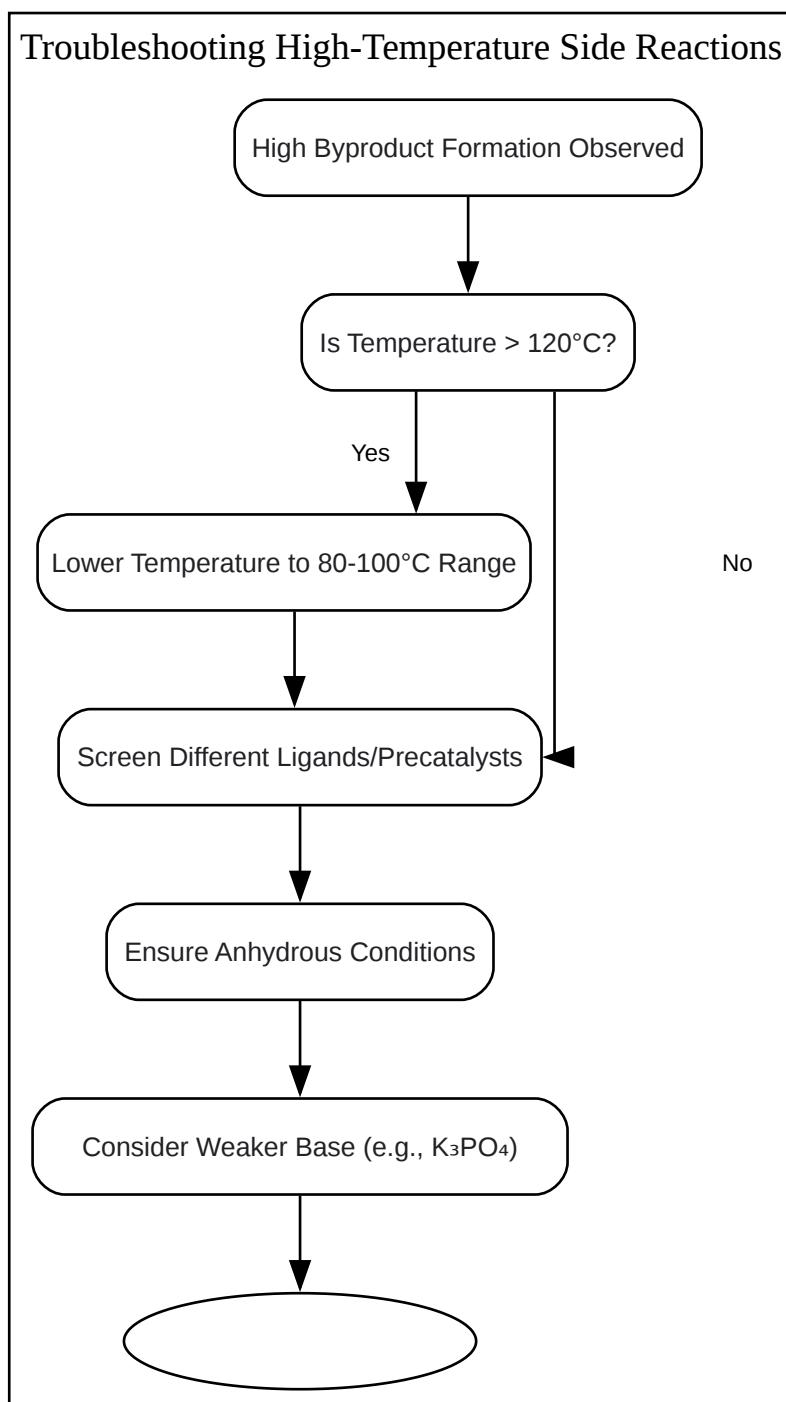 Troubleshooting High-Temperature Side Reactions
High Byproduct Formation Observed
Is Temperature > 120°C?
Yes
Lower Temperature to 80-100°C Range
No
Screen Different Ligands/Precatalysts
Ensure Anhydrous Conditions
Consider Weaker Base (e.g., K₃PO₄)